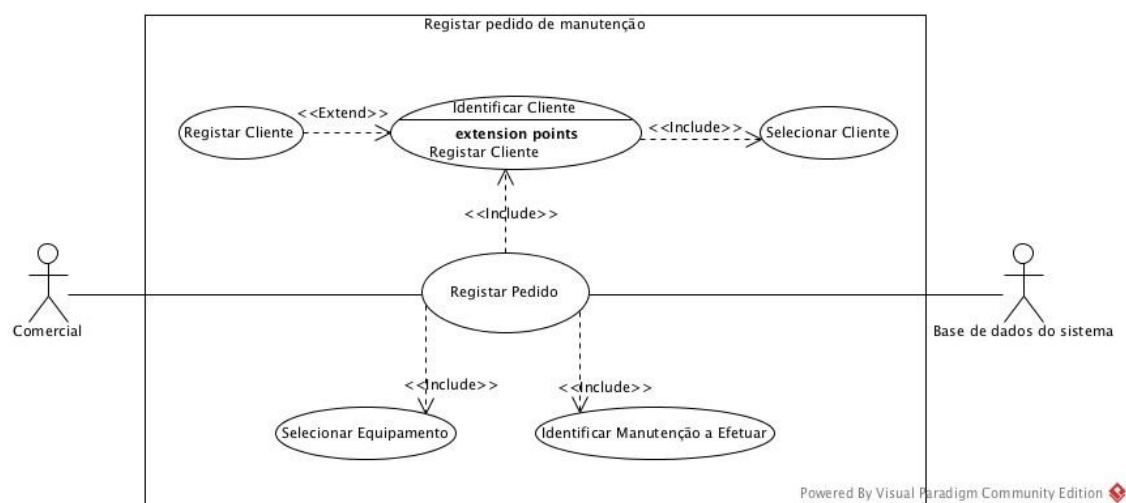 Registar pedido de manutenção
<<Extend>>
Identificar Cliente
Registar Cliente
extension points
<<Include>>
Selecionar Cliente
Registar Cliente
<<Include>>
Registar Pedido
Comercial
Base de dados do sistema
<<Include>>
<<Include>>
Selecionar Equipamento
Identificar Manutenção a Efetuar
Powered By Visual Paradigm Community Edition